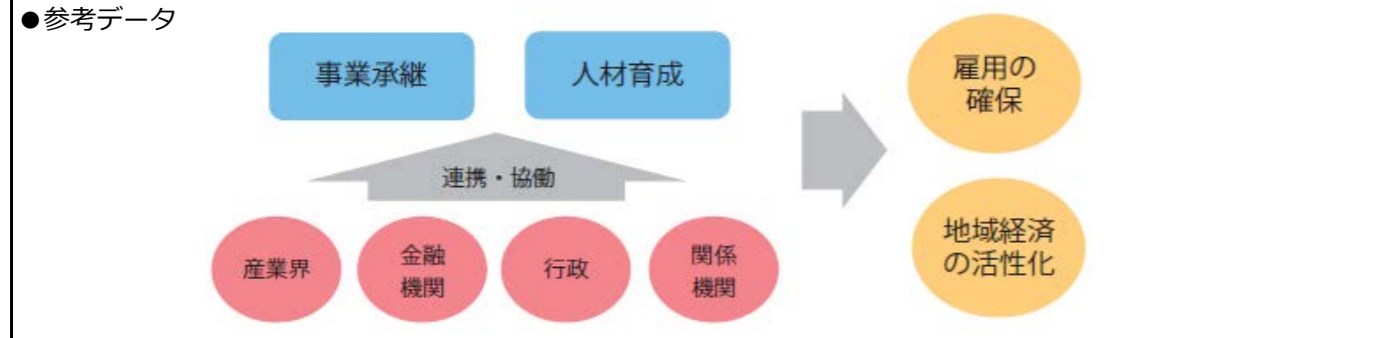 ●参考データ
事業承継
人材育成
連携・協働
産業界
金融
機関
行政
関係
機関
雇用の
確保
地域経済
の活性化